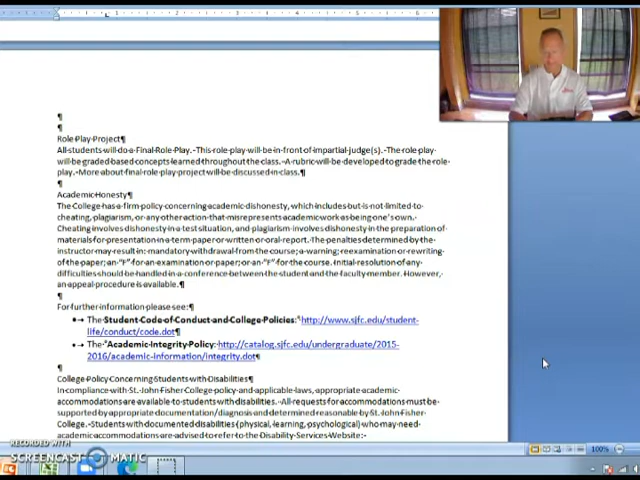 Role Play Project¶
All students will do a Final Role Play. This role play will be in front of impartial judge(s). The role play
will be graded based concepts learned throughout the class. A rubric will be developed to grade the role
play. More about final role play project will be discussed in class.¶
¶
Academic Honesty¶
The College has a firm policy concerning academic dishonesty, which includes but is not limited to
cheating, plagiarism, or any other action that misrepresents academic work as being one's own.
Cheating involves dishonesty in a test situation, and plagiarism involves dishonesty in the preparation of
materials for presentation in a term paper or written or oral report. The penalties determined by the
instructor may result in: mandatory withdrawal from the course; a warning; reexamination or rewriting
of the paper; an "F" for an examination or paper; or an "F" for the course. Initial resolution of any
difficulties should be handled in a conference between the student and the faculty member. However,
an appeal procedure is available.¶
¶
For further information please see:¶
• The Student Code of Conduct and College Policies: http://www.sjfc.edu/student-
life/conduct/code.dot¶
• The Academic Integrity Policy: http://catalog.sjfc.edu/undergraduate/2015-
2016/academic-information/integrity.dot¶
College Policy Concerning Students with Disabilities¶
In compliance with St. John Fisher College policy and applicable laws, appropriate academic
accommodations are available to students with disabilities. All requests for accommodations must be
supported by appropriate documentation/diagnosis and determined reasonable by St. John Fisher
College. Students with documented disabilities (physical, learning, psychological) who may need
academic accommodations are advised to refer to the Disability Services Website:
100%
RECORDED WITH
SCREENCAST MATIC